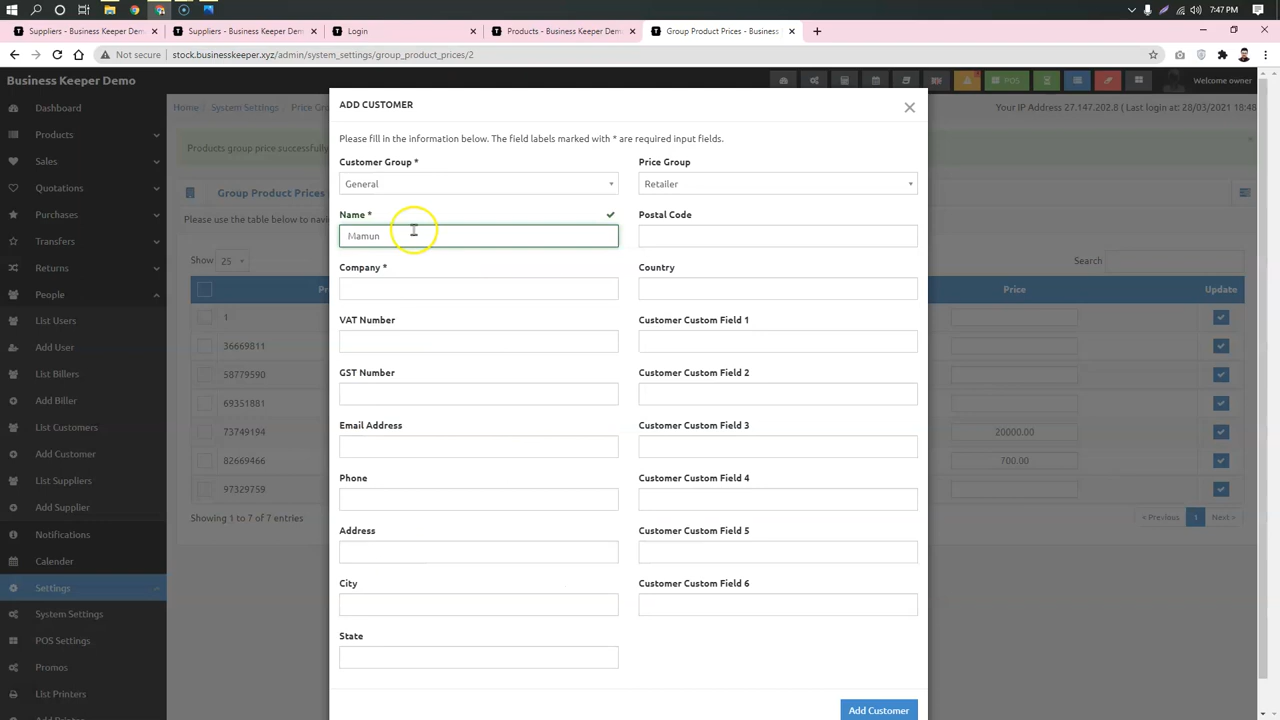 7:47 PM
Suppliers - Business Keeper Demo
Suppliers - Business Keeper Demo
Login
Products - Business Keeper Demo
Group Product Prices - Business
Not secure
stock.businesskeeper.xyz/admin/system_settings/group_product_prices/2
Business Keeper Demo
POS
Welcome owner
Home
System Settings
Your IP Address 27.147.202.8 ( Last login at: 28/03/2021 18:48
Products group price successfully
Group Product Prices
Please use the table below to
Show 25
Search
Price
Update
1
36669811
58779590
69351881
73749194
20000.00
82669466
700.00
97329759
Showing 1 to 7 of 7 entries
< Previous 1 Next >
Dashboard
Products
Sales
Quotations
Purchases
Transfers
Returns
People
List Users
Add User
List Billers
Add Biller
List Customers
Add Customer
List Suppliers
Add Supplier
Notifications
Calender
Settings
System Settings
POS Settings
Promos
List Printers
ADD CUSTOMER
Please fill in the information below. The field labels marked with * are required input fields.
Customer Group *
General
Price Group
Retailer
Name *
Mamun
Postal Code
Company *
Country
VAT Number
Customer Custom Field 1
GST Number
Customer Custom Field 2
Email Address
Customer Custom Field 3
Phone
Customer Custom Field 4
Address
Customer Custom Field 5
City
Customer Custom Field 6
State
Add Customer